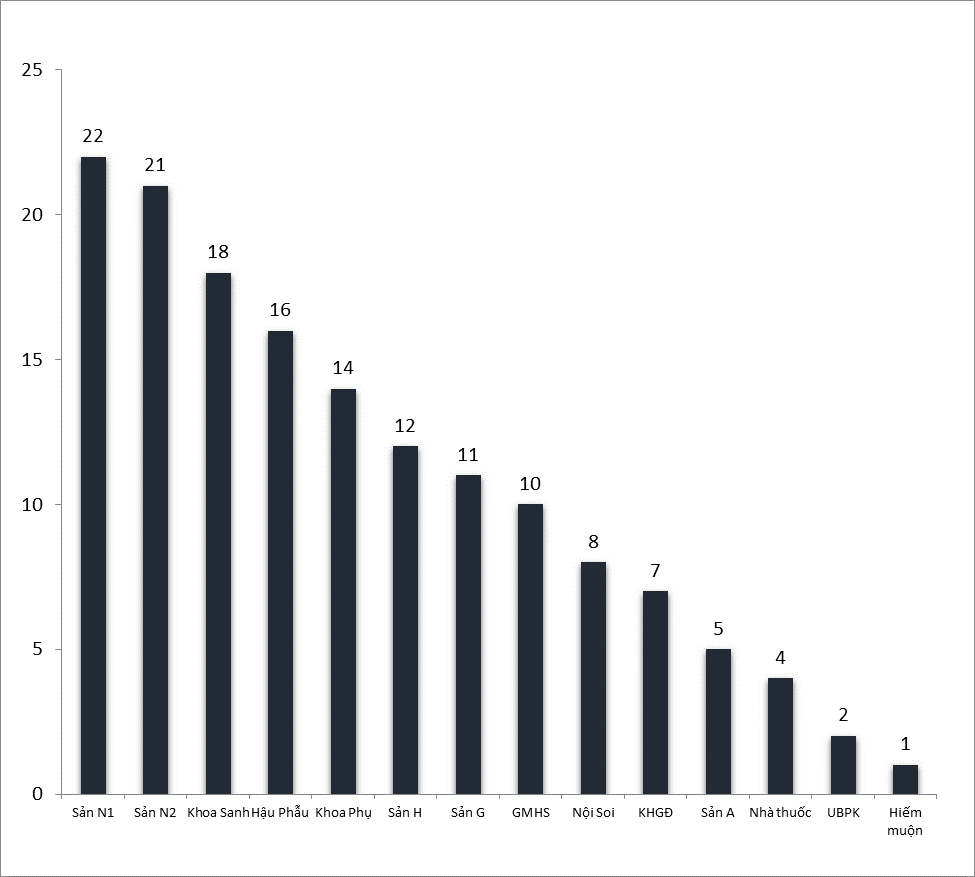 25
20
15
10
5
0
22
21
18
16
14
12
11
10
8
7
5
4
2
1
Sản N1
Sản N2
Khoa Sanh
Hậu Phẫu
Khoa Phụ
Sản H
Sản G
GMHS
Nội Soi
KHGĐ
Sản A
Nhà thuốc
UBPK
Hiếm
muộn